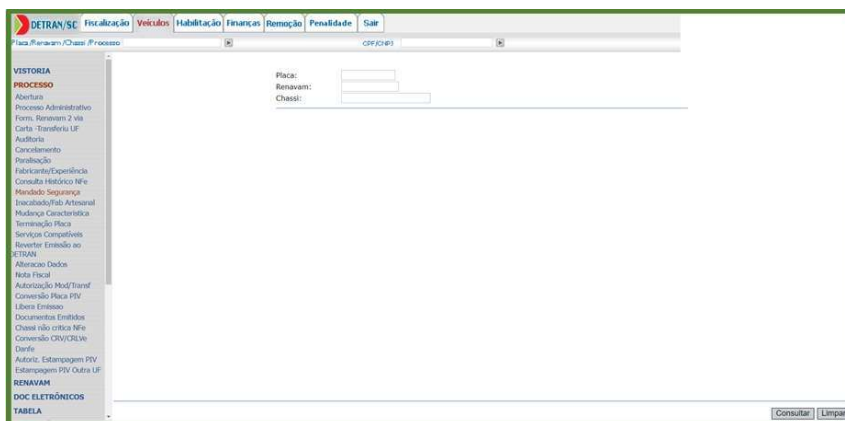 DETRAN/SC Fiscalização Veículos Habilitação Finanças Remoção Penalidade Sair
Placa/Renavam/Chassi/Processo CPF/CNPJ
VISTORIA
PROCESSO
Abertura
Processo Administrativo
Form. Renavam 2 via
Carta -Transferiu UF
Auditoria
Cancelamento
Paralisação
Fabricante/Experiência
Consulta Histórico NFe
Mandado Segurança
Inacabado/Fab Artesanal
Mudança Característica
Terminação Placa
Serviços Compatíveis
Reverter Emissão ao
DETRAN
Alteracao Dados
Nota Fiscal
Autorização Mod/Transf
Conversão Placa PIV
Libera Emissao
Documentos Emitidos
Chassi não critica NFe
Conversão CRV/CRLVe
Danfe
Autoriz. Estampagem PIV
Estampagem PIV Outra UF
RENAVAM
DOC ELETRÔNICOS
TABELA
Placa:
Renavam:
Chassi:
Consultar Limpar